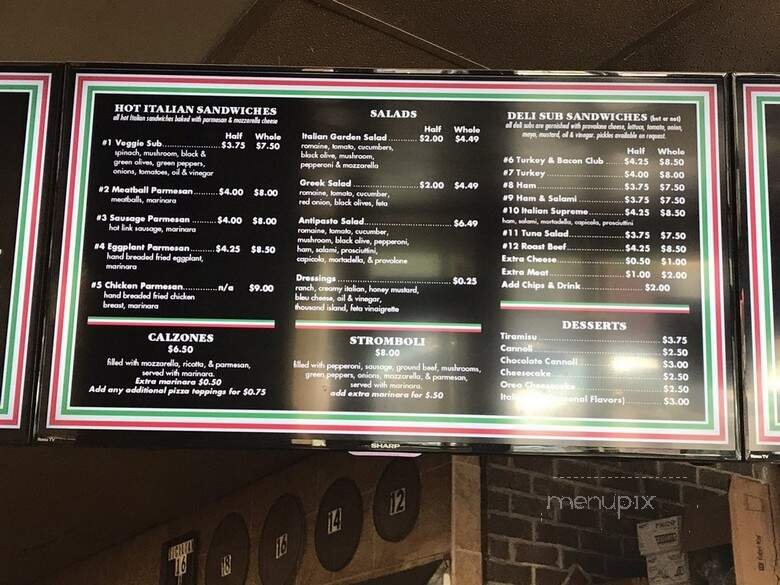 HOT ITALIAN SANDWICHES
all hot Italian sandwiches baked with parmesan & mozzarella cheese
Half Whole
#1 Veggie Sub $3.75 $7.50
spinach, mushroom, black &
green olives, green peppers,
onions, tomatoes, oil & vinegar
#2 Meatball Parmesan $4.00 $8.00
meatballs, marinara
#3 Sausage Parmesan $4.00 $8.00
hot link sausage, marinara
#4 Eggplant Parmesan $4.25 $8.50
hand breaded fried eggplant,
marinara
#5 Chicken Parmesan n/a $9.00
hand breaded fried chicken
breast, marinara
CALZONES
$6.50
filled with mozzarella, ricotta, & parmesan,
served with marinara.
Extra marinara $0.50
Add any additional pizza toppings for $0.75
SALADS
Half Whole
Italian Garden Salad $2.00 $4.49
romaine, tomato, cucumbers,
black olive, mushroom,
pepperoni & mozzarella
Greek Salad $2.00 $4.49
romaine, tomato, cucumber,
red onion, black olives, feta
Antipasto Salad $6.49
romaine, tomato, cucumber,
mushroom, black olive, pepperoni,
ham, salami, prosciuttini,
capicola, mortadella, & provolone
Dressings $0.25
ranch, creamy italian, honey mustard,
bleu cheese, oil & vinegar,
thousand island, feta vinaigrette
STROMBOLI
$8.00
filled with pepperoni, sausage, ground beef, mushrooms,
green peppers, onions, mozzarella, & parmesan,
served with marinara.
add extra marinara for $.50
DELI SUB SANDWICHES (hot or not)
all deli subs are garnished with provolone cheese, lettuce, tomato, onion,
mayo, mustard, oil & vinegar, pickles available on request.
Half Whole
#6 Turkey & Bacon Club $4.25 $8.50
#7 Turkey $4.00 $8.00
#8 Ham $3.75 $7.50
#9 Ham & Salami $3.75 $7.50
#10 Italian Supreme $4.25 $8.50
ham, salami, mortadella, capicola, prosciuttini
#11 Tuna Salad $3.75 $7.50
#12 Roast Beef $4.25 $8.50
Extra Cheese $0.50 $1.00
Extra Meat $1.00 $2.00
Add Chips & Drink $2.00
DESSERTS
Tiramisu $3.75
Cannoli $2.50
Chocolate Cannoli $3.00
Cheesecake $2.50
Oreo Cheesecake $2.50
Flavors) $3.00
SHARP
Roku TV
Roku TV
menupix
12
14
16
18